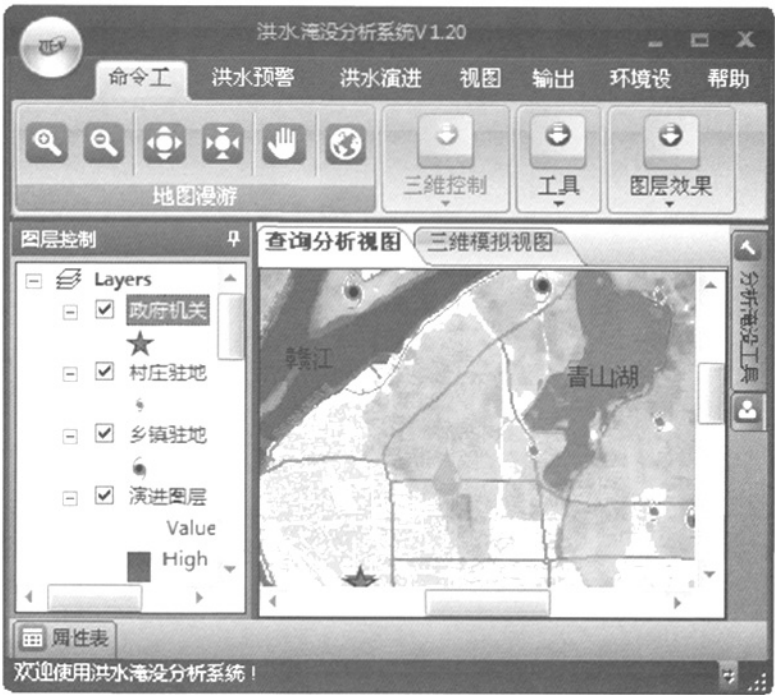 洪水淹没分析系统V1.20
命令工 洪水预警 洪水演进 视图 输出 环境设 帮助
三维控制 工具 图层效果
地图漫游
图层控制
查询分析视图 三维模拟视图
分析淹没工具
Layers
政府机关
村庄驻地
乡镇驻地
演进图层
Value
High
赣江
青山湖
属性表
欢迎使用洪水淹没分析系统！